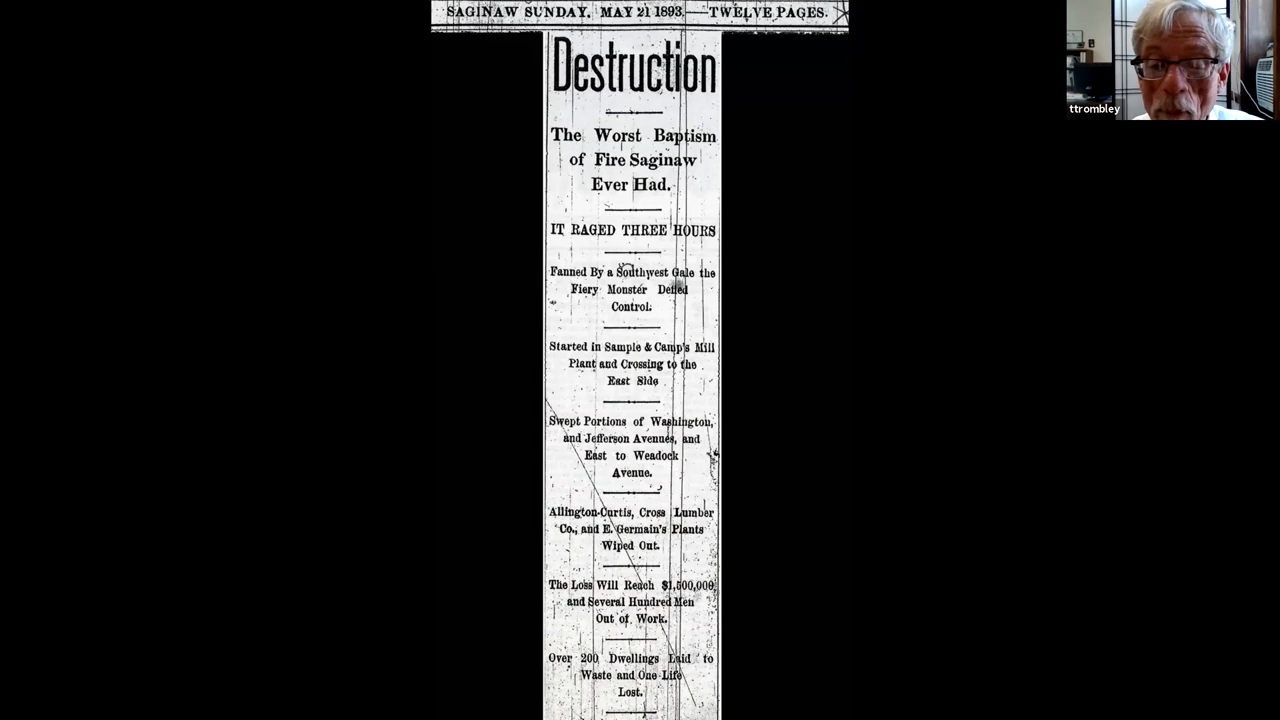 SAGINAW SUNDAY, MAY 21 1893.—TWELVE PAGES.
Destruction
The Worst Baptism
of Fire Saginaw
Ever Had.
IT RAGED THREE HOURS
Fanned By a Southwest Gale the
Fiery Monster Defied
Control.
Started in Sample & Camp's Mill
Plant and Crossing to the
East Side
Swept Portions of Washington,
and Jefferson Avenues, and
East to Weadock
Avenue.
Allington-Curtis, Cross Lumber
Co., and E. Germain's Plants
Wiped Out.
The Loss Will Reach $1,500,000
and Several Hundred Men
Out of Work.
Over 200 Dwellings Laid to
Waste and One Life
Lost.
ttrombley